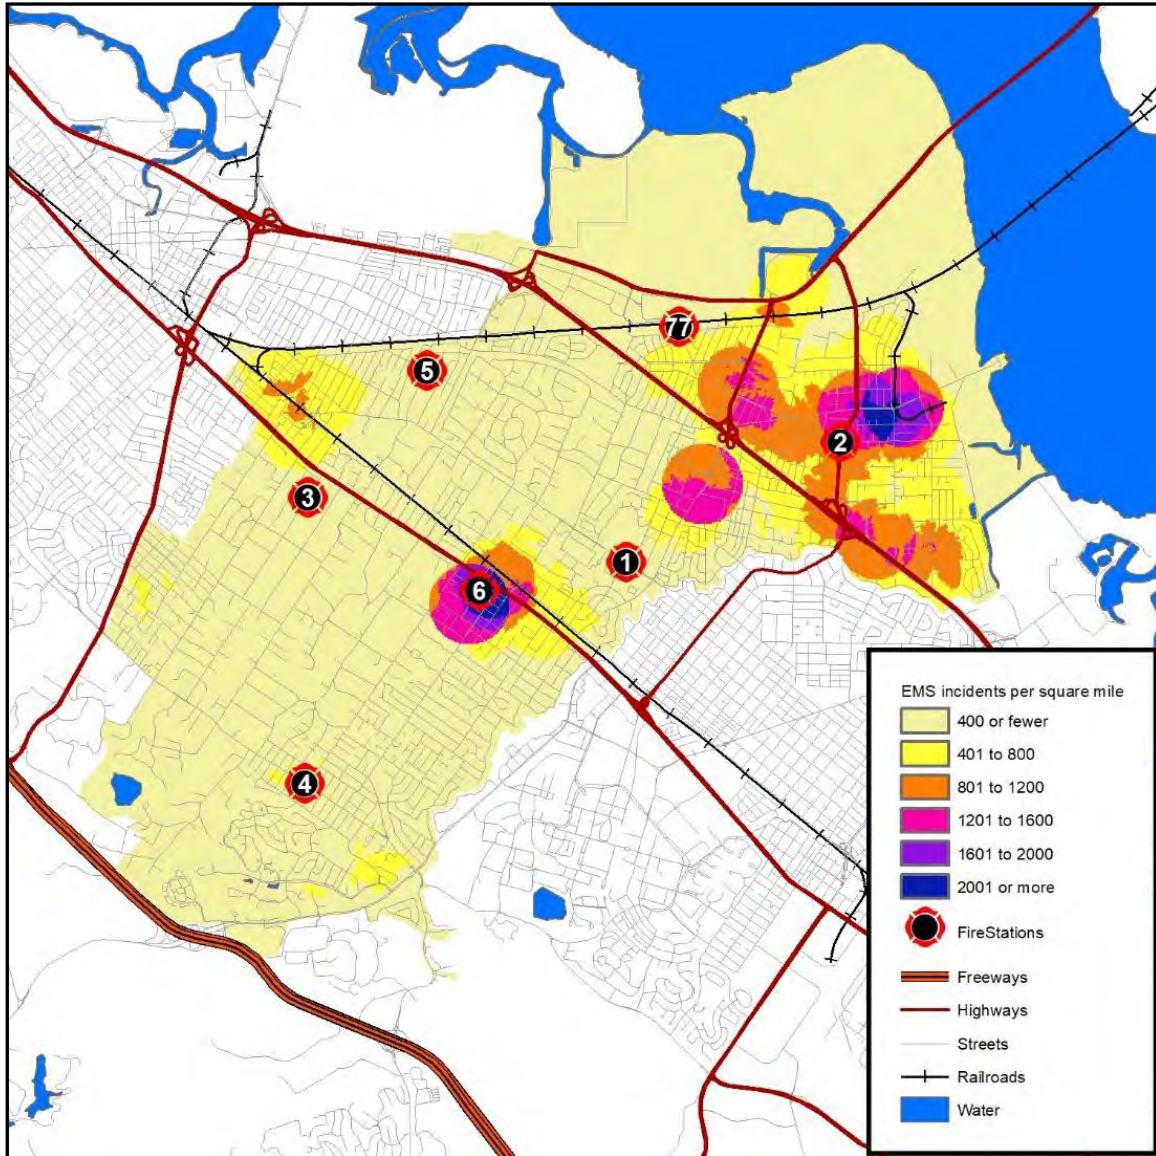 77
5
2
3
1
6
4
EMS incidents per square mile
400 or fewer
401 to 800
801 to 1200
1201 to 1600
1601 to 2000
2001 or more
FireStations
Freeways
Highways
Streets
Railroads
Water